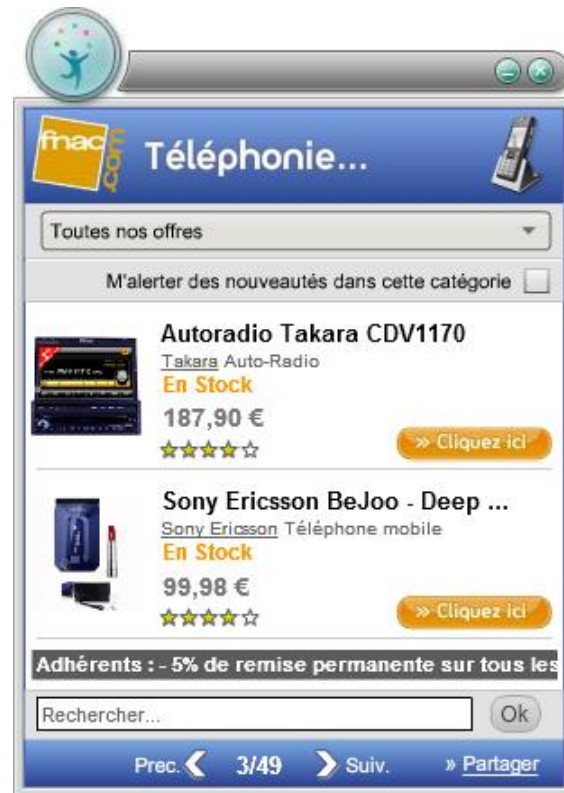 fnac
.com
Téléphonie...
Toutes nos offres
M'alerter des nouveautés dans cette catégorie
Autoradio Takara CDV1170
Takara Auto-Radio
En Stock
187,90 €
» Cliquez ici
Sony Ericsson BeJoo - Deep ...
Sony Ericsson Téléphone mobile
En Stock
99,98 €
» Cliquez ici
Adhérents : - 5% de remise permanente sur tous les
Rechercher...
Ok
Prec. 3/49 Suiv. » Partager